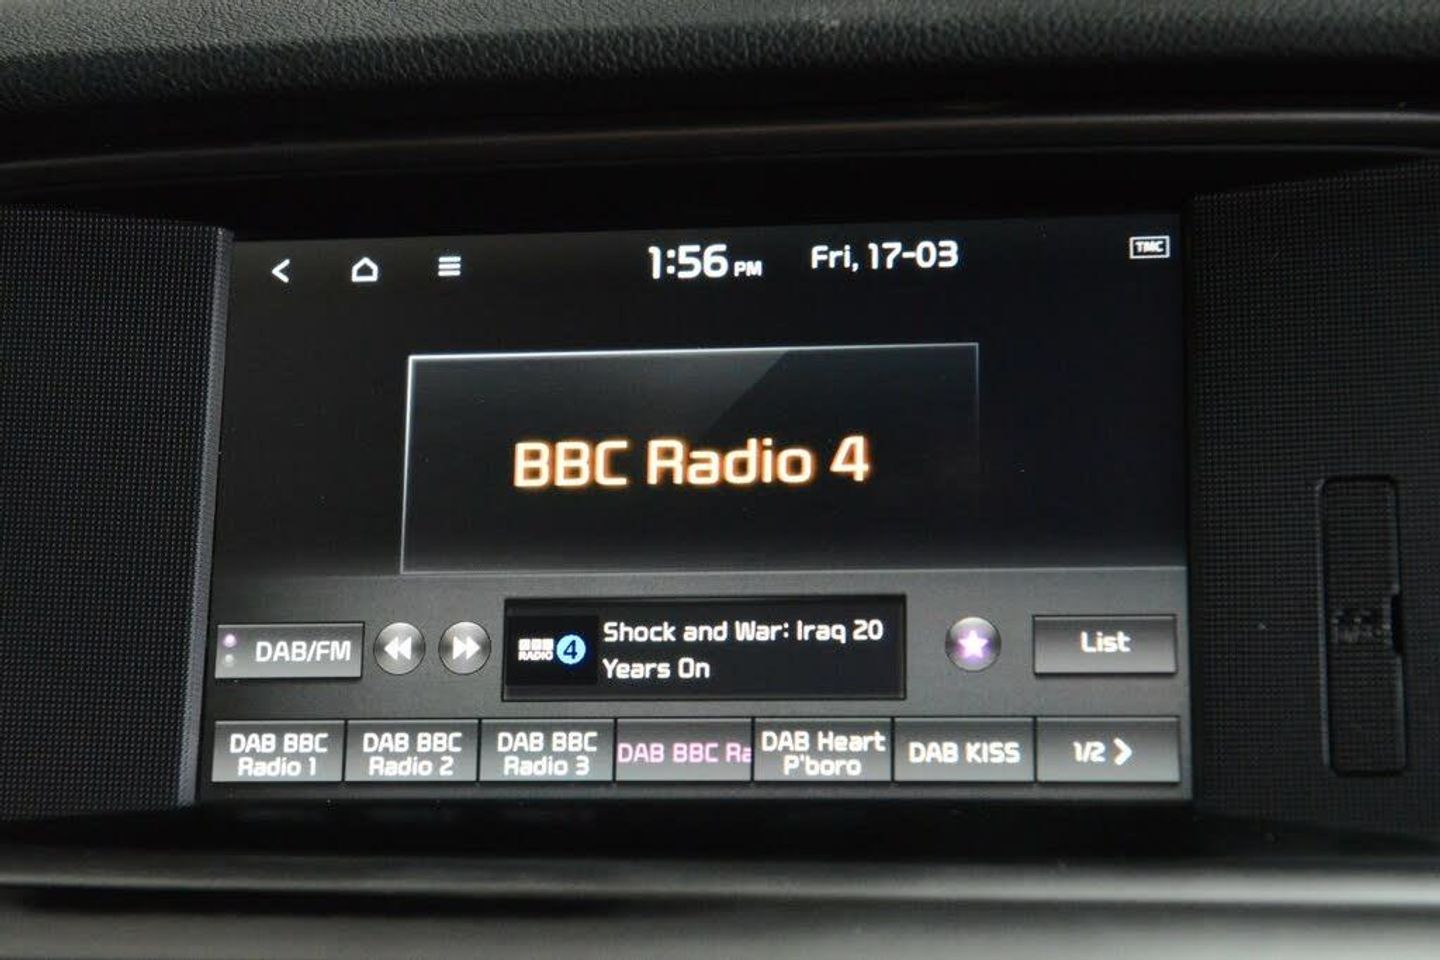 1:56 PM Fri, 17-03 TMC
BBC Radio 4
DAB/FM
BBC
RADIO 4
Shock and War: Iraq 20
Years On
List
DAB BBC
Radio 1
DAB BBC
Radio 2
DAB BBC
Radio 3
DAB BBC Ra
DAB Heart
P'boro
DAB KISS
1/2